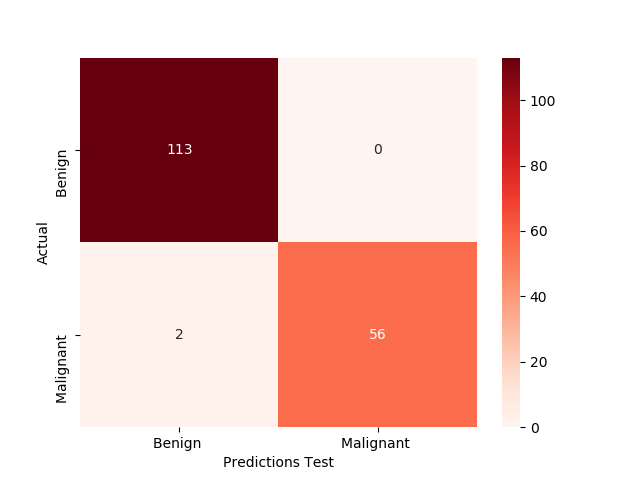 113 0
2 56
Benign
Malignant
Actual
Benign Malignant
Predictions Test
100
80
60
40
20
0